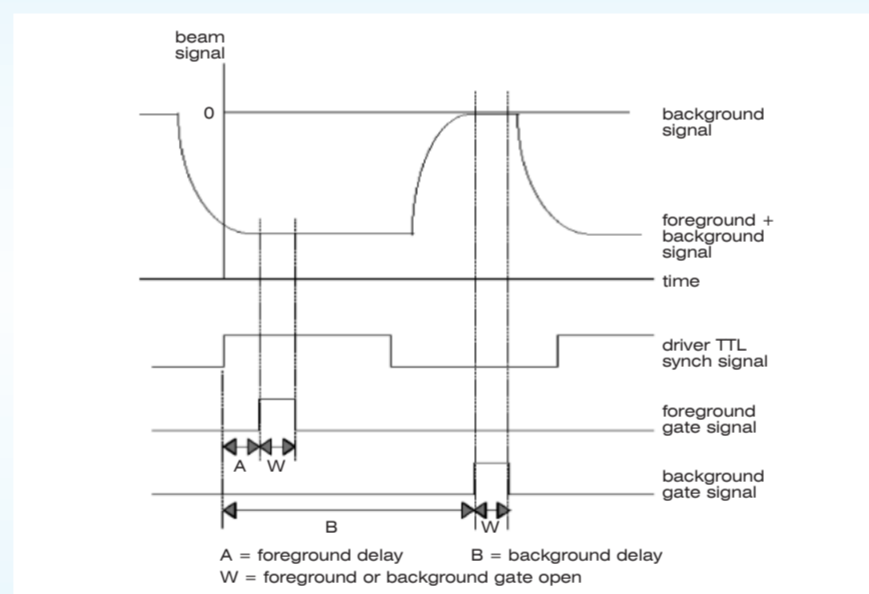 beam
signal
0
background
signal
foreground +
background
signal
time
driver TTL
synch signal
foreground
gate signal
A W
background
gate signal
B W
A = foreground delay B = background delay
W = foreground or background gate open